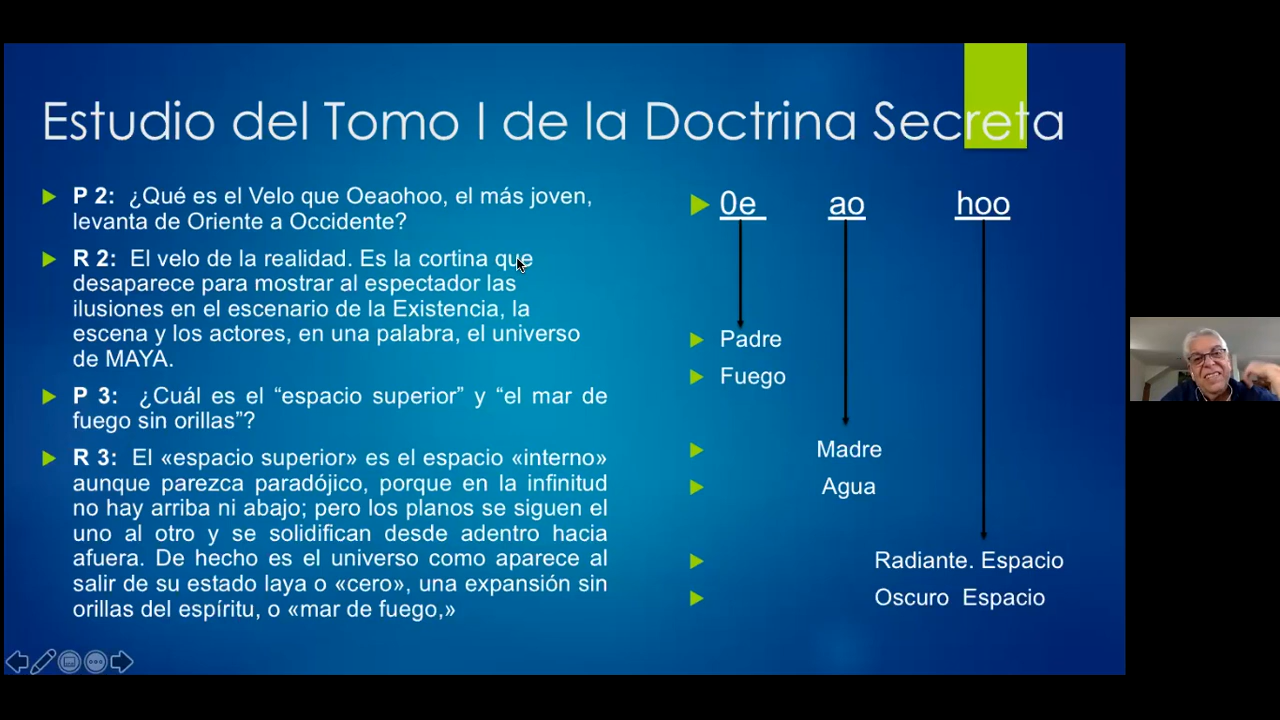 Estudio del Tomo I de la Doctrina Secreta
P 2: ¿Qué es el Velo que Oeaohoo, el más joven,
levanta de Oriente a Occidente?
R 2: El velo de la realidad. Es la cortina que
desaparece para mostrar al espectador las
ilusiones en el escenario de la Existencia, la
escena y los actores, en una palabra, el universo
de MAYA.
P 3: ¿Cuál es el “espacio superior” y “el mar de
fuego sin orillas”?
R 3: El «espacio superior» es el espacio «interno»
aunque parezca paradójico, porque en la infinitud
no hay arriba ni abajo; pero los planos se siguen el
uno al otro y se solidifican desde adentro hacia
afuera. De hecho es el universo como aparece al
salir de su estado laya o «cero», una expansión sin
orillas del espíritu, o «mar de fuego,»
0e ao hoo
Padre
Fuego
Madre
Agua
Radiante. Espacio
Oscuro Espacio